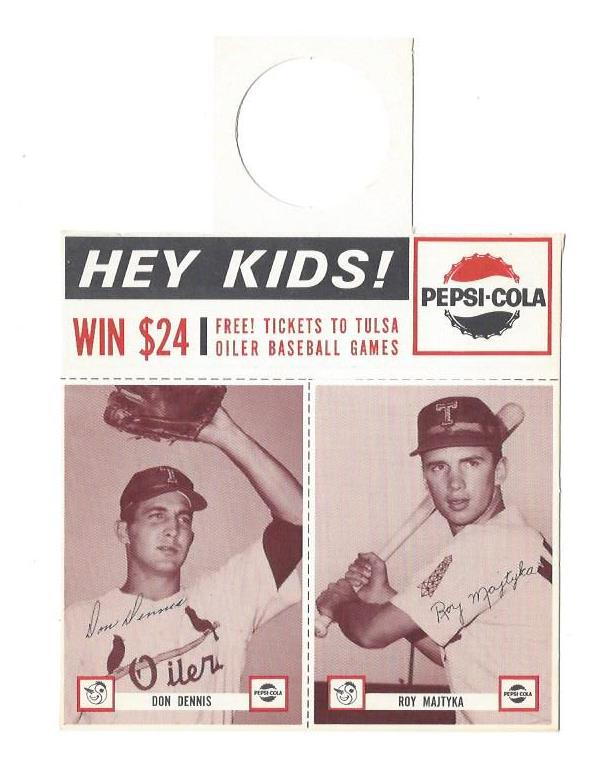 HEY KIDS!
WIN $24
FREE! TICKETS TO TULSA
OILER BASEBALL GAMES
PEPSI-COLA
T
Don Dennis
Oilers
DON DENNIS
PEPSI-COLA
T
Roy Majtyka
ROY MAJTYKA
PEPSI-COLA